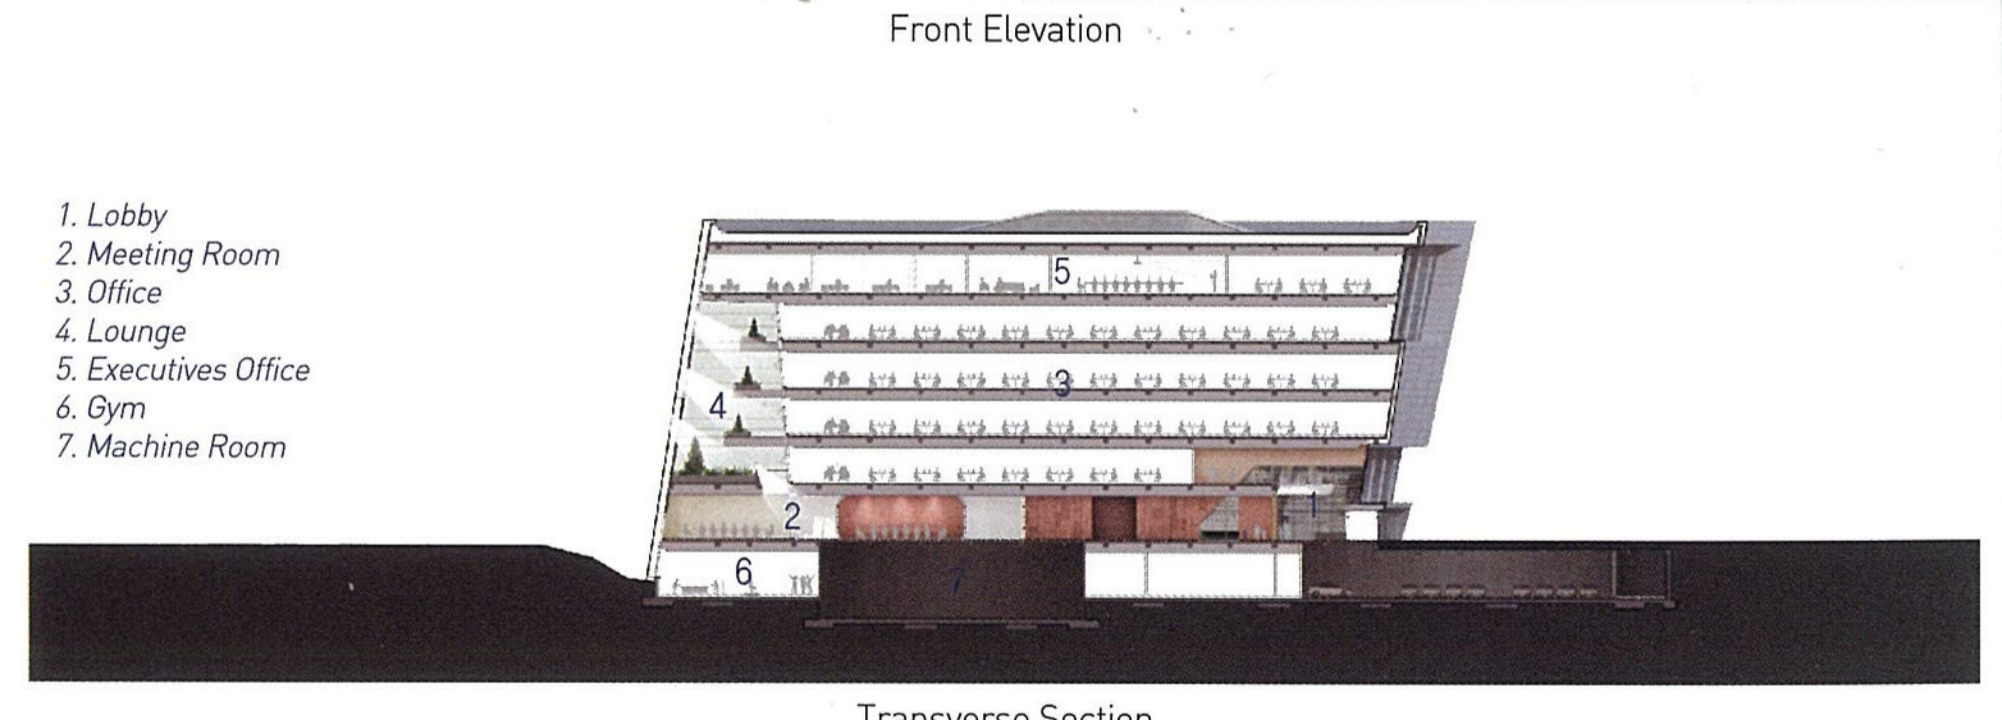 Front Elevation
1. Lobby
2. Meeting Room
3. Office
4. Lounge
5. Executives Office
6. Gym
7. Machine Room
5
3
4
1
2
6
7
Transverse Section